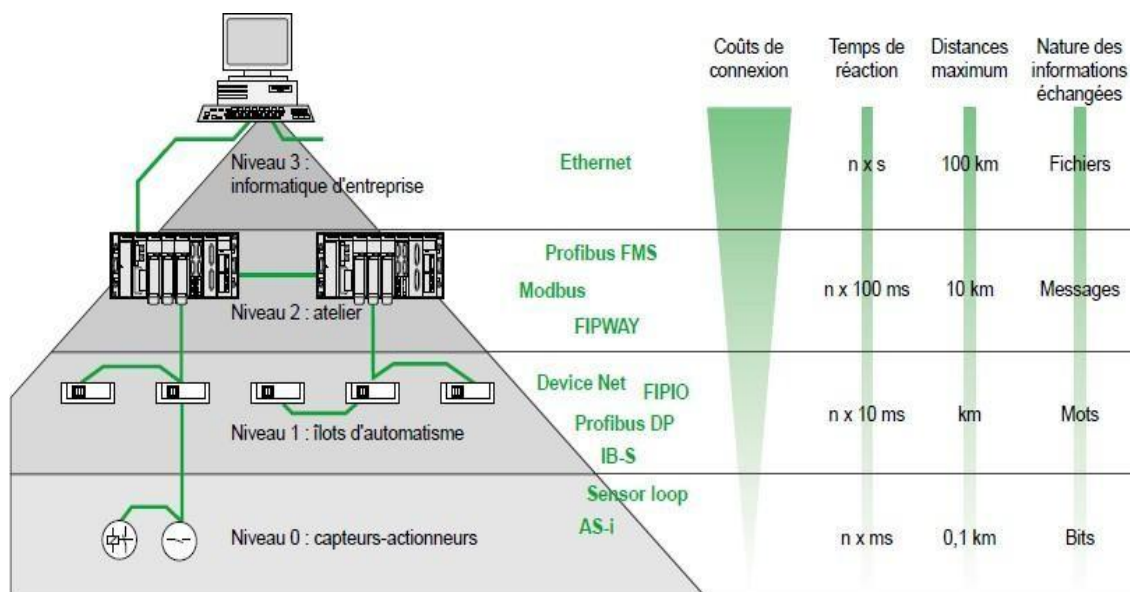 Coûts de
connexion
Temps de
réaction
Distances
maximum
Nature des
informations
échangées
Niveau 3 :
informatique d'entreprise
Ethernet
n x s
100 km
Fichiers
Profibus FMS
Modbus
FIPWAY
Niveau 2 : atelier
n x 100 ms
10 km
Messages
Device Net
FIPIO
Profibus DP
IB-S
Niveau 1 : îlots d'automatisme
n x 10 ms
km
Mots
Sensor loop
AS-i
Niveau 0 : capteurs-actionneurs
n x ms
0,1 km
Bits